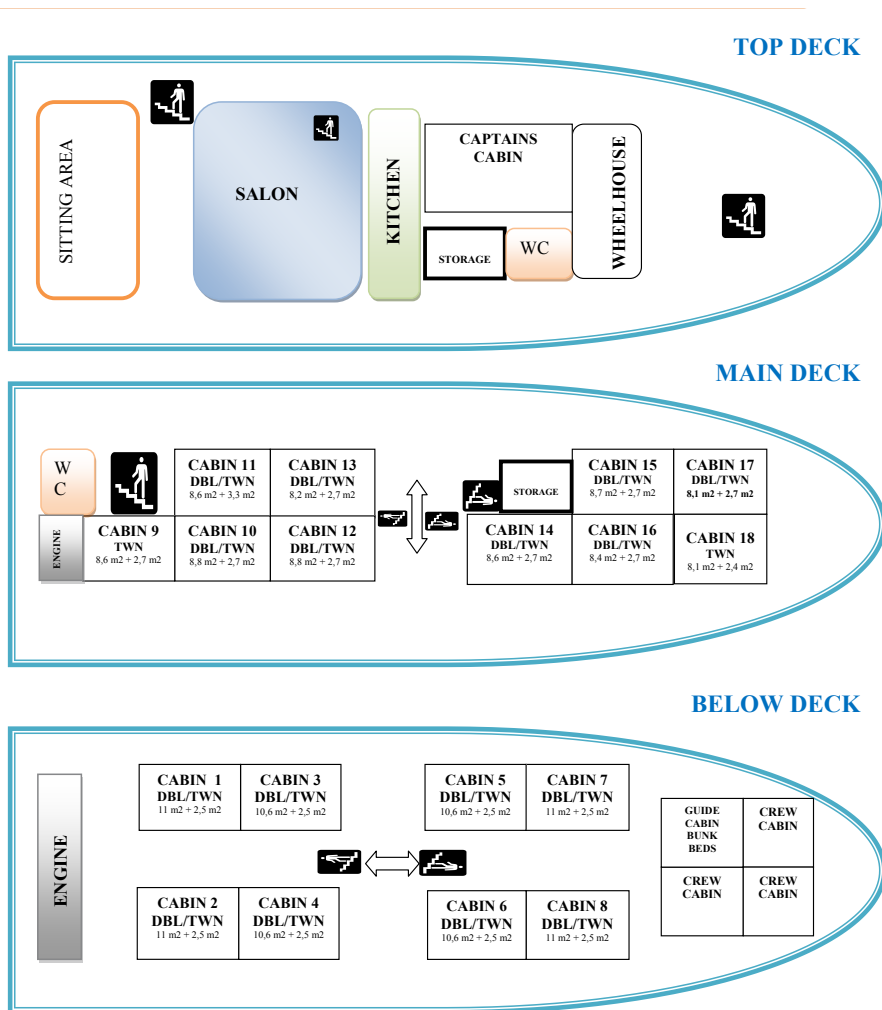 TOP DECK
SITTING AREA
SALON
KITCHEN
CAPTAINS
CABIN
STORAGE
WC
WHEELHOUSE
MAIN DECK
W
C
ENGINE
CABIN 11
DBL/TWN
8,6 m2 + 3,3 m2
CABIN 13
DBL/TWN
8,2 m2 + 2,7 m2
CABIN 9
TWN
8,6 m2 + 2,7 m2
CABIN 10
DBL/TWN
8,8 m2 + 2,7 m2
CABIN 12
DBL/TWN
8,8 m2 + 2,7 m2
STORAGE
CABIN 15
DBL/TWN
8,7 m2 + 2,7 m2
CABIN 17
DBL/TWN
8,1 m2 + 2,7 m2
CABIN 14
DBL/TWN
8,6 m2 + 2,7 m2
CABIN 16
DBL/TWN
8,4 m2 + 2,7 m2
CABIN 18
TWN
8,1 m2 + 2,4 m2
BELOW DECK
ENGINE
CABIN 1
DBL/TWN
11 m2 + 2,5 m2
CABIN 3
DBL/TWN
10,6 m2 + 2,5 m2
CABIN 5
DBL/TWN
10,6 m2 + 2,5 m2
CABIN 7
DBL/TWN
11 m2 + 2,5 m2
GUIDE
CABIN
BUNK
BEDS
CREW
CABIN
CREW
CABIN
CREW
CABIN
CABIN 2
DBL/TWN
11 m2 + 2,5 m2
CABIN 4
DBL/TWN
10,6 m2 + 2,5 m2
CABIN 6
DBL/TWN
10,6 m2 + 2,5 m2
CABIN 8
DBL/TWN
11 m2 + 2,5 m2